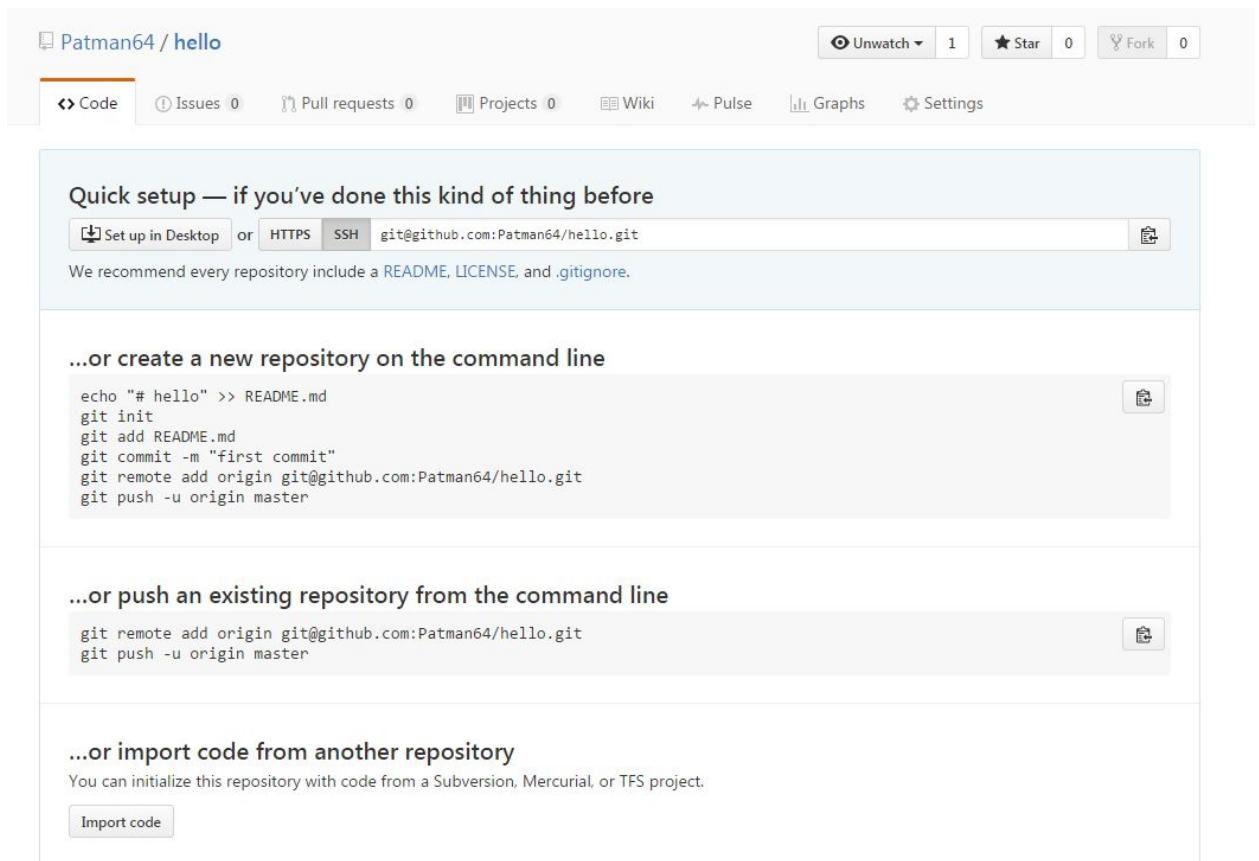 Patman64 / hello
Unwatch 1 Star 0 Fork 0
Code Issues 0 Pull requests 0 Projects 0 Wiki Pulse Graphs Settings
Quick setup — if you’ve done this kind of thing before
Set up in Desktop or HTTPS SSH git@github.com:Patman64/hello.git
We recommend every repository include a README, LICENSE, and .gitignore.
…or create a new repository on the command line
echo "# hello" >> README.md
git init
git add README.md
git commit -m "first commit"
git remote add origin git@github.com:Patman64/hello.git
git push -u origin master
…or push an existing repository from the command line
git remote add origin git@github.com:Patman64/hello.git
git push -u origin master
…or import code from another repository
You can initialize this repository with code from a Subversion, Mercurial, or TFS project.
Import code